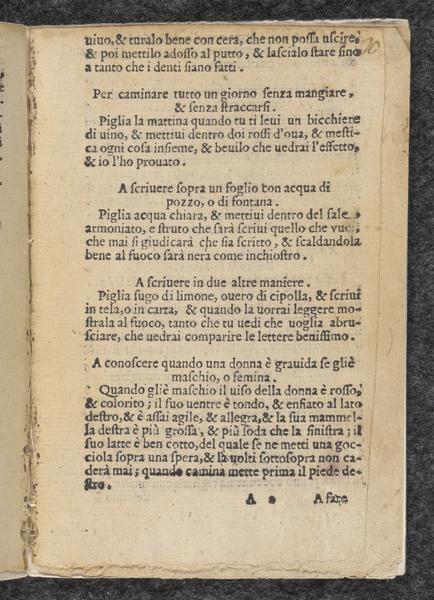 uiuo, & turalo bene con cera, che non possa uscire,
& poi mettilo adosso al putto, & lascialo stare sino
a tanto che i denti siano fatti.
Per caminare tutto un giorno senza mangiare,
& senza straccarsi.
Piglia la mattina quando tu ti leui un bicchiere
di uino, & mettiui dentro doi rossi d'oua, & mesti-
ca ogni cosa insieme, & beuilo che uedrai l'effetto,
& io l'ho prouato.
A scriuere sopra un foglio con acqua di
pozzo, o di fontana.
Piglia acqua chiara, & mettiui dentro del sale
armoniato, e struto che sarà scriui quello che vuoi,
che mai si giudicarà che sia scritto, & scaldandola
bene al fuoco sarà nera come inchiostro.
A scriuere in due altre maniere.
Piglia sugo di limone, ouero di cipolla, & scriui
in tela, o in carta, & quando la uorrai leggere mo-
strala al fuoco, tanto che tu uedi che uoglia abru-
sciare, che uedrai comparire le lettere benissimo.
A conoscere quando una donna è grauida se gliè
maschio, o femina.
Quando gliè maschio il uiso della donna è rosso,
& colorito; il suo uentre è tondo, & enfiato al lato
destro, & è assai agile, & allegra, & la sua mammel-
la destra è più grossa, & più soda che la sinistra; il
suo latte è ben cotto, del quale se ne metti una goc-
ciola sopra una spera, & la uolti sottosopra non ca-
derà mai; quando camina mette prima il piede de-
stro.
A A fare